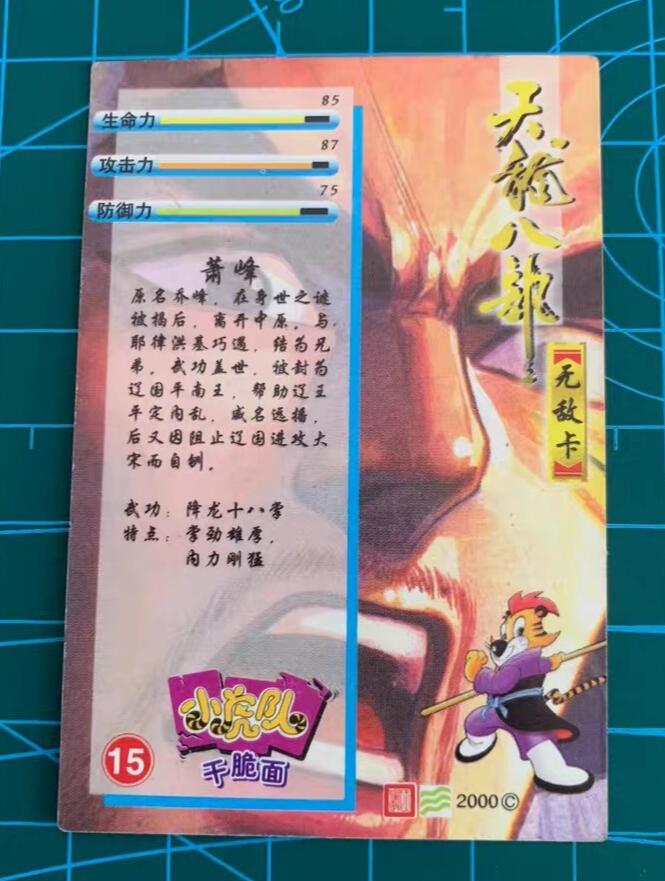 85
生命力
87
攻击力
75
防御力
萧峰
原名乔峰，在身世之谜
被揭后，离开中原。与
耶律洪基巧遇，结为兄
弟。武功盖世，被封为
辽国平南王，帮助辽王
平定内乱，威名远播，
后又因阻止辽国进攻大
宋而自刎。
武功：降龙十八掌
特点：掌劲雄厚，
内力刚猛
天龙八部
无敌卡
小虎队
干脆面
15
2000©